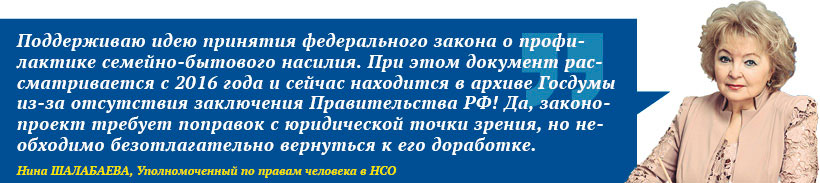 Поддерживаю идею принятия федерального закона о профи-
лактике семейно-бытового насилия. При этом документ рас-
сматривается с 2016 года и сейчас находится в архиве Госдумы
из-за отсутствия заключения Правительства РФ! Да, законо-
проект требует поправок с юридической точки зрения, но не-
обходимо безотлагательно вернуться к его доработке.
Нина ШАЛАБАЕВА, Уполномоченный по правам человека в НСО